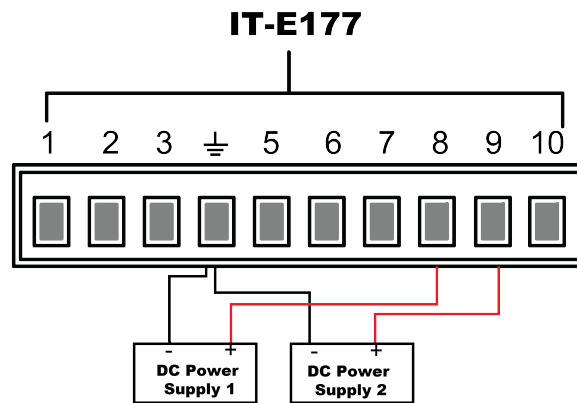 IT-E177
1 2 3 ⏚ 5 6 7 8 9 10
- + - +
DC Power DC Power
Supply 1 Supply 2